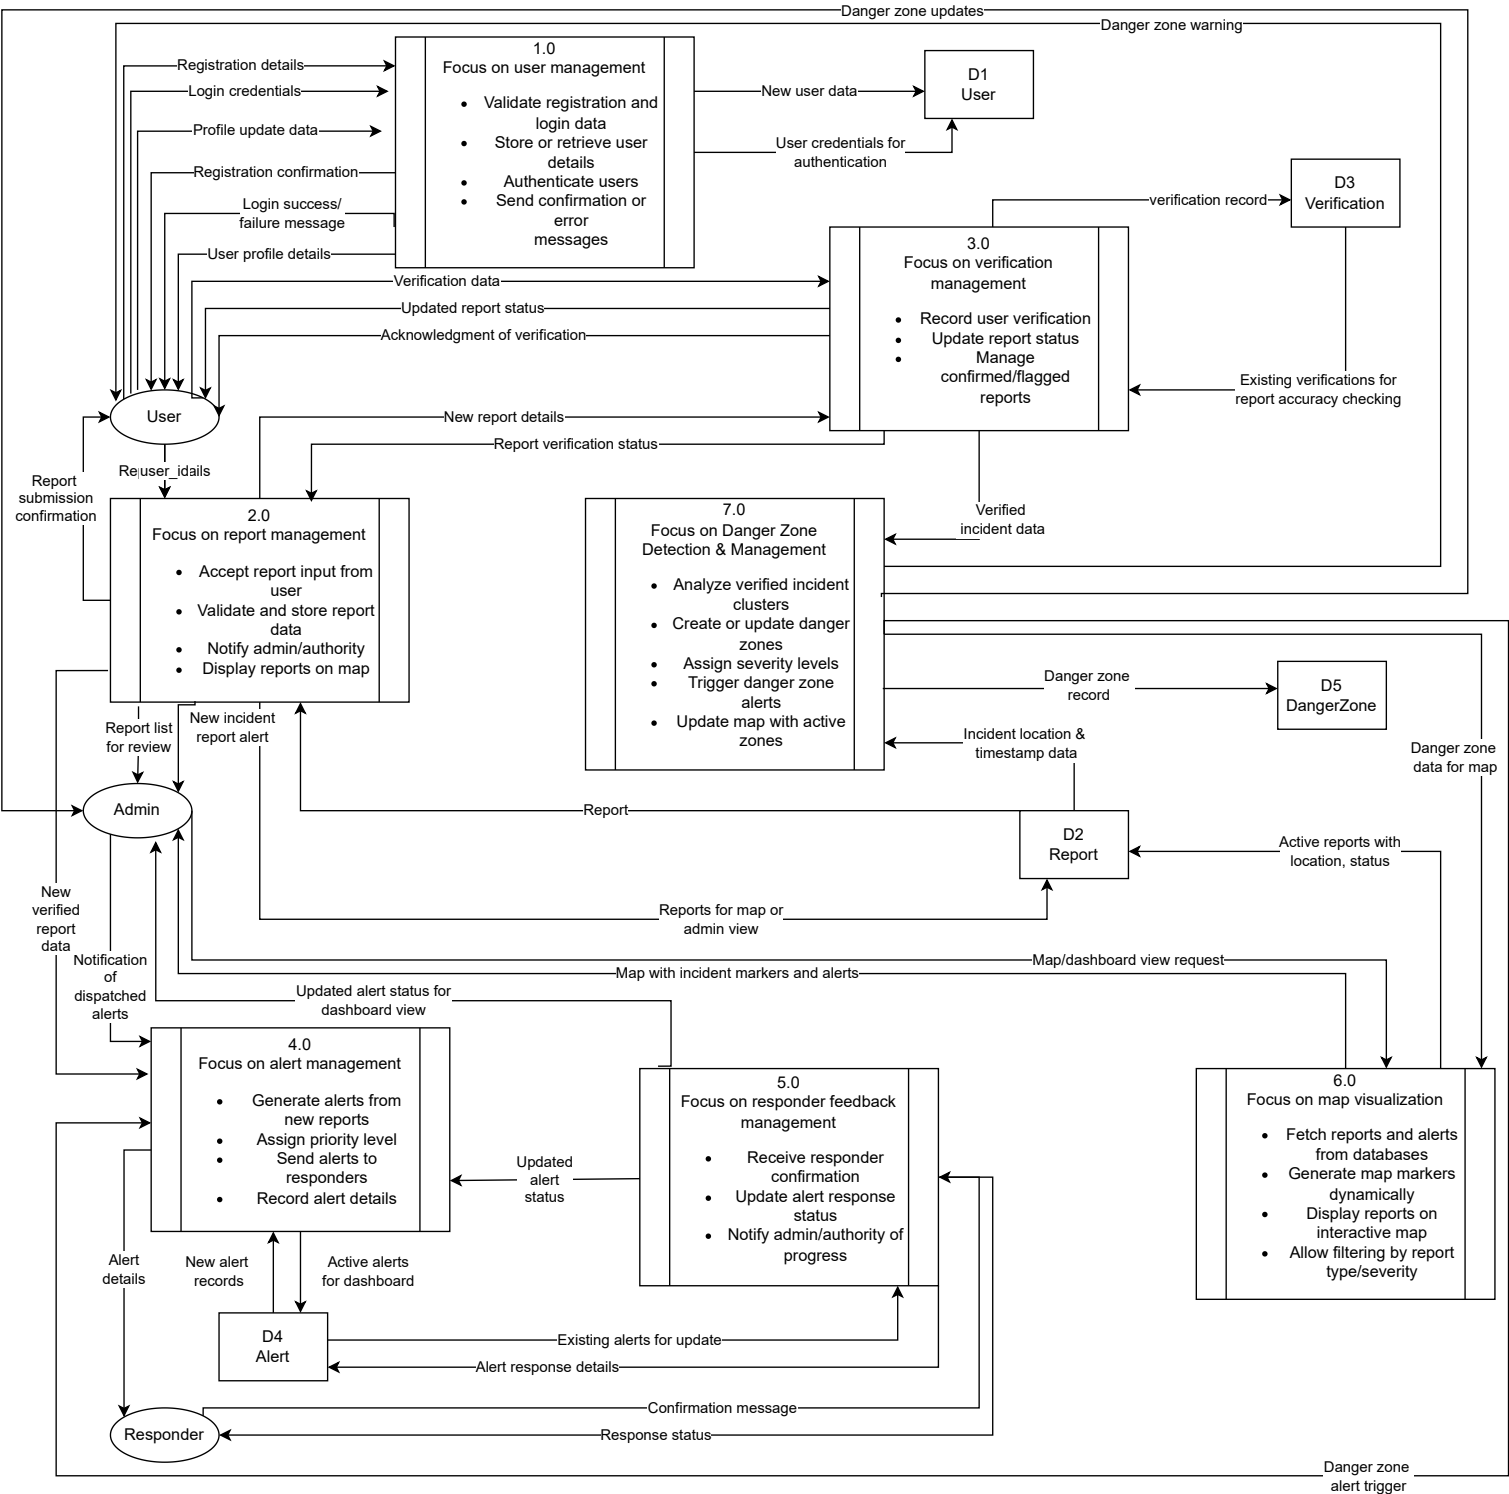 Danger zone updates
Danger zone warning
1.0
Focus on user management
Validate registration and
login data
Store or retrieve user
details
Authenticate users
Send confirmation or
error
messages
Registration details
Login credentials
Profile update data
Registration confirmation
Login success/
failure message
User profile details
New user data
User credentials for
authentication
D1
User
D3
Verification
verification record
3.0
Focus on verification
management
Record user verification
Update report status
Manage
confirmed/flagged
reports
Verification data
Updated report status
Acknowledgment of verification
Existing verifications for
report accuracy checking
User
New report details
Report verification status
user_id
Report
submission
confirmation
2.0
Focus on report management
Accept report input from
user
Validate and store report
data
Notify admin/authority
Display reports on map
Verified
incident data
7.0
Focus on Danger Zone
Detection & Management
Analyze verified incident
clusters
Create or update danger
zones
Assign severity levels
Trigger danger zone
alerts
Update map with active
zones
Danger zone
record
D5
DangerZone
Incident location &
timestamp data
Danger zone
data for map
Report list
for review
New incident
report alert
Admin
Report
D2
Report
Active reports with
location, status
New
verified
report
data
Reports for map or
admin view
Notification
of
dispatched
alerts
Map/dashboard view request
Map with incident markers and alerts
Updated alert status for
dashboard view
4.0
Focus on alert management
Generate alerts from
new reports
Assign priority level
Send alerts to
responders
Record alert details
5.0
Focus on responder feedback
management
Receive responder
confirmation
Update alert response
status
Notify admin/authority of
progress
6.0
Focus on map visualization
Fetch reports and alerts
from databases
Generate map markers
dynamically
Display reports on
interactive map
Allow filtering by report
type/severity
Updated
alert
status
Alert
details
New alert
records
Active alerts
for dashboard
D4
Alert
Existing alerts for update
Alert response details
Confirmation message
Responder
Response status
Danger zone
alert trigger